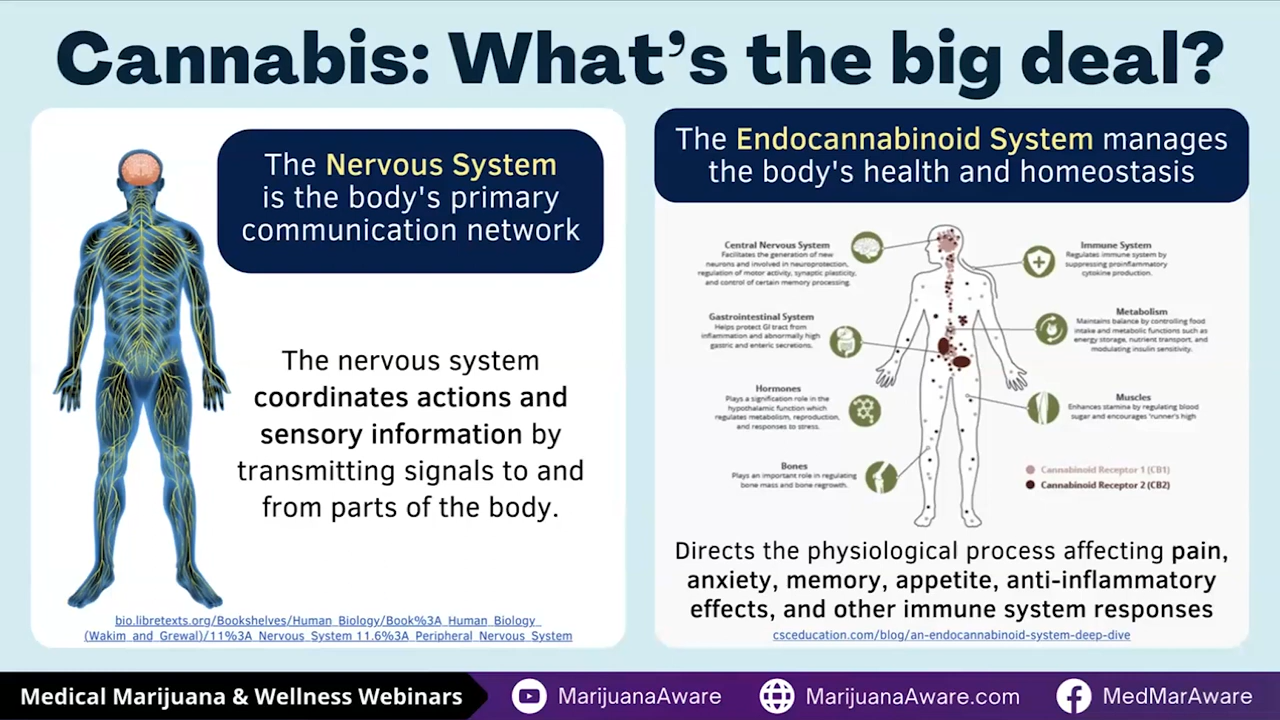 Cannabis: What's the big deal?
The Nervous System
is the body's primary
communication network
The nervous system
coordinates actions and
sensory information by
transmitting signals to and
from parts of the body.
bio.libretexts.org/Bookshelves/Human_Biology/Book%3A_Human_Biology_
(Wakim_and_Grewal)/11%3A_Nervous_System_11.6%3A_Peripheral_Nervous_System
The Endocannabinoid System manages
the body's health and homeostasis
Central Nervous System
Facilitates the generation of new
neurons and involved in neuroprotection,
regulation of motor activity, synaptic plasticity,
and control of certain memory processing.
Immune System
Regulates immune system by
suppressing proinflammatory
cytokine production.
Gastrointestinal System
Helps protect GI tract from
inflammation and abnormally high
gastric and enteric secretions.
Metabolism
Maintains balance by controlling food
intake and metabolic functions such as
energy storage, nutrient transport, and
modulating insulin sensitivity.
Hormones
Plays a signification role in the
hypothalamic function which
regulates metabolism, reproduction,
and responses to stress.
Muscles
Enhances stamina by regulating blood
sugar and encourages 'runner's high
Bones
Plays an important role in regulating
bone mass and bone regrowth.
Cannabinoid Receptor 1 (CB1)
Cannabinoid Receptor 2 (CB2)
Directs the physiological process affecting pain,
anxiety, memory, appetite, anti-inflammatory
effects, and other immune system responses
csceducation.com/blog/an-endocannabinoid-system-deep-dive
Medical Marijuana & Wellness Webinars
MarijuanaAware
MarijuanaAware.com
MedMarAware